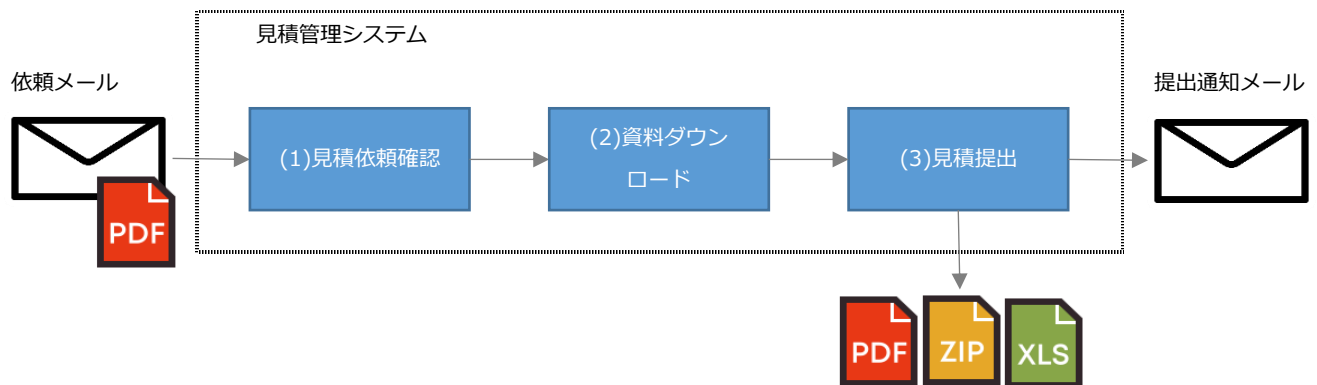 見積管理システム
依頼メール
提出通知メール
(1)見積依頼確認
(2)資料ダウン
ロード
(3)見積提出
PDF
PDF
ZIP
XLS